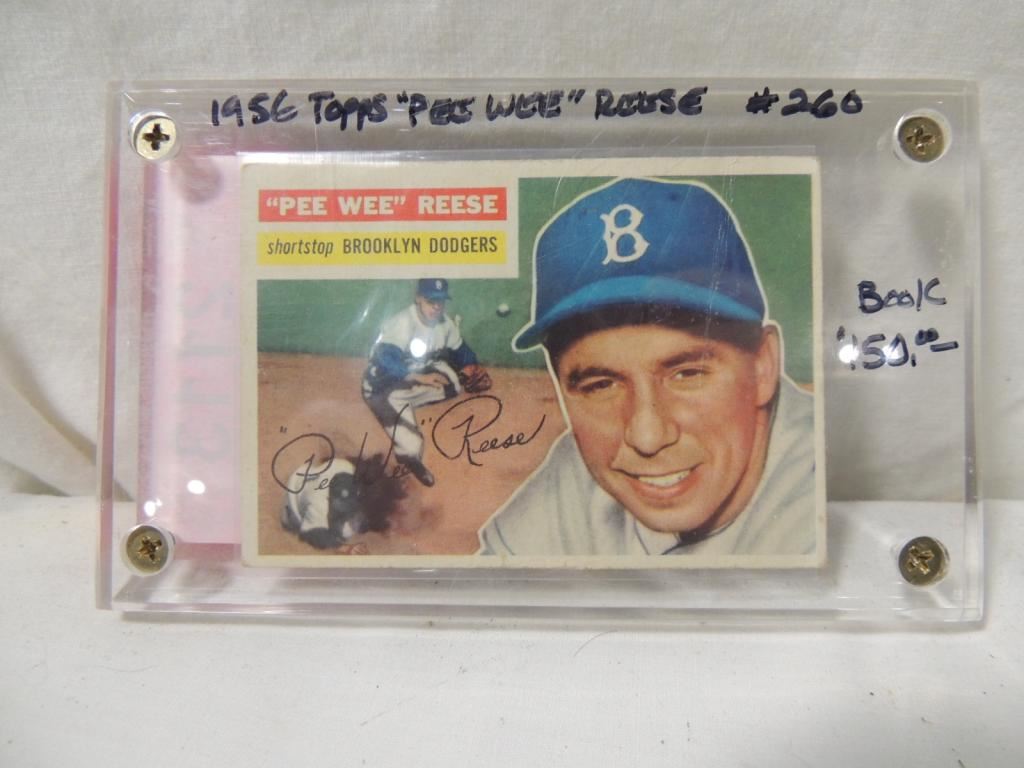 1956 Topps "PEE WEE" REESE #260
"PEE WEE" REESE
shortstop BROOKLYN DODGERS
B
Book
$150.00
"Pee Wee" Reese